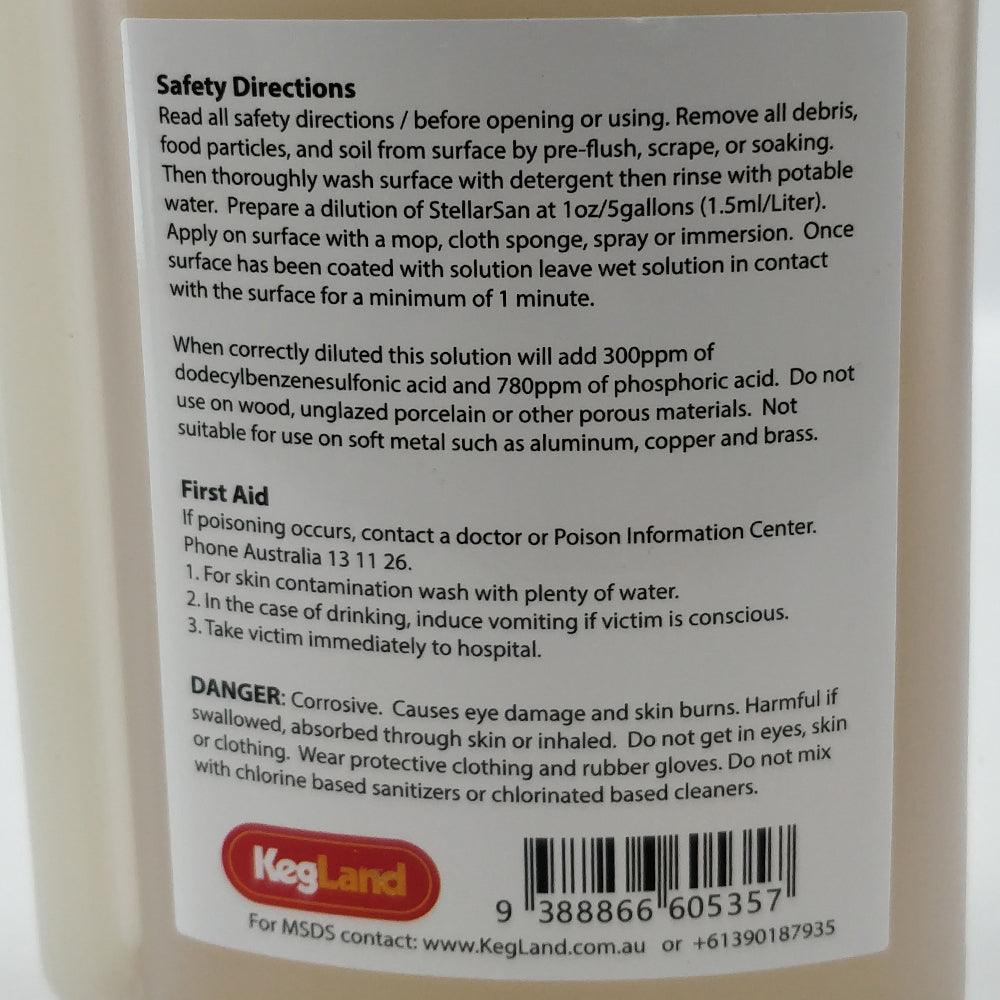 Safety Directions
Read all safety directions / before opening or using. Remove all debris,
food particles, and soil from surface by pre-flush, scrape, or soaking.
Then thoroughly wash surface with detergent then rinse with potable
water. Prepare a dilution of StellarSan at 1oz/5gallons (1.5ml/Liter).
Apply on surface with a mop, cloth sponge, spray or immersion. Once
surface has been coated with solution leave wet solution in contact
with the surface for a minimum of 1 minute.
When correctly diluted this solution will add 300ppm of
dodecylbenzenesulfonic acid and 780ppm of phosphoric acid. Do not
use on wood, unglazed porcelain or other porous materials. Not
suitable for use on soft metal such as aluminum, copper and brass.
First Aid
If poisoning occurs, contact a doctor or Poison Information Center.
Phone Australia 13 11 26.
1. For skin contamination wash with plenty of water.
2. In the case of drinking, induce vomiting if victim is conscious.
3. Take victim immediately to hospital.
DANGER: Corrosive. Causes eye damage and skin burns. Harmful if
swallowed, absorbed through skin or inhaled. Do not get in eyes, skin
or clothing. Wear protective clothing and rubber gloves. Do not mix
with chlorine based sanitizers or chlorinated based cleaners.
KegLand
9 388866 605357
For MSDS contact: www.KegLand.com.au or +61390187935